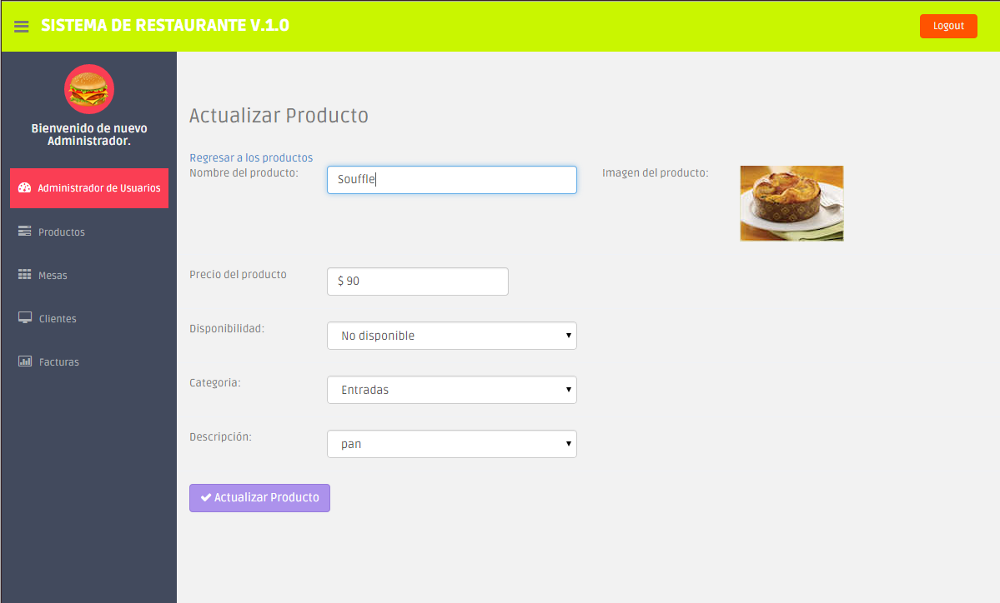 SISTEMA DE RESTAURANTE V.1.0
Logout
Bienvenido de nuevo
Administrador.
Administrador de Usuarios
Productos
Mesas
Clientes
Facturas
Actualizar Producto
Regresar a los productos
Nombre del producto:
Souffle
Imagen del producto:
Precio del producto
$ 90
Disponibilidad:
No disponible
Categoria:
Entradas
Descripción:
pan
Actualizar Producto